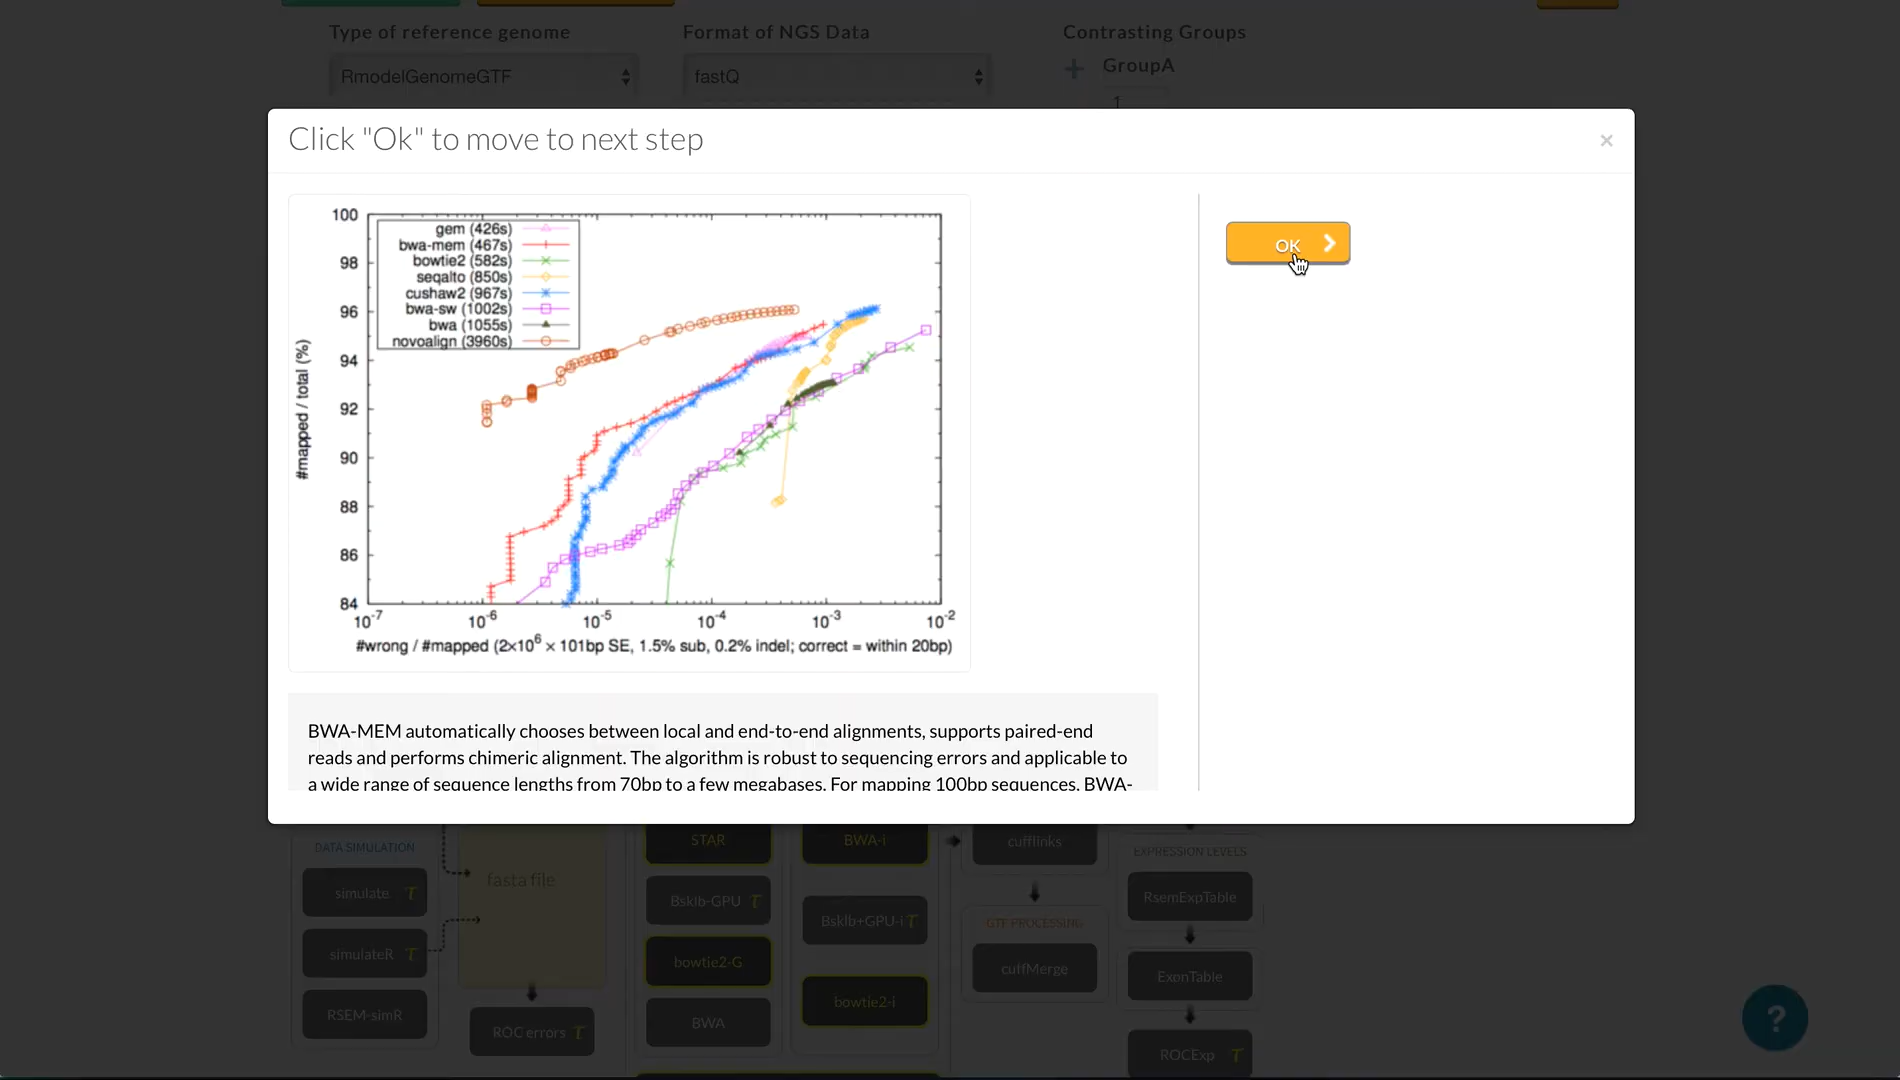 Type of reference genome
Format of NGS Data
Contrasting Groups
RmodelGenomeGTF
fastQ
GroupA
1
Click "Ok" to move to next step
×
OK
100
98
96
94
92
90
88
86
84
#mapped / total (%)
gem (426s)
bwa-mem (467s)
bowtie2 (582s)
seqalto (850s)
cushaw2 (967s)
bwa-sw (1002s)
bwa (1055s)
novoalign (3960s)
10-7
10-6
10-5
10-4
10-3
10-2
#wrong / #mapped (2×106 × 101bp SE, 1.5% sub, 0.2% indel; correct = within 20bp)
BWA-MEM automatically chooses between local and end-to-end alignments, supports paired-end
reads and performs chimeric alignment. The algorithm is robust to sequencing errors and applicable to
a wide range of sequence lengths from 70bp to a few megabases. For mapping 100bp sequences, BWA-
DATA SIMULATION
simulate T
simulateR T
RSEM-simR
fasta file
ROC errors T
STAR
Bsklb-GPU T
bowtie2-G
BWA
BWA-i
Bsklb+GPU-i T
bowtie2-i
cufflinks
GTF PROCESSING
cuffMerge
EXPRESSION LEVELS
RsemExpTable
ExonTable
ROCExp T
?